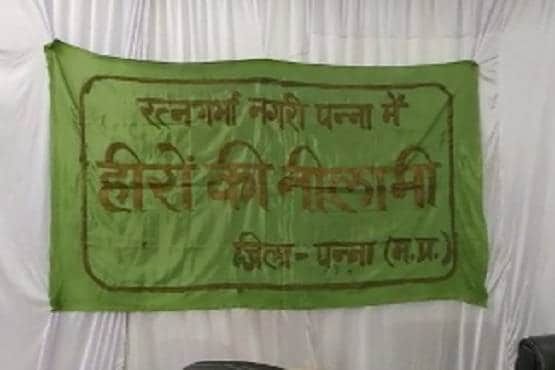 रत्नगर्भा नगरी पन्ना में
हीरों की नीलामी
जिला - पन्ना (म.प्र.)